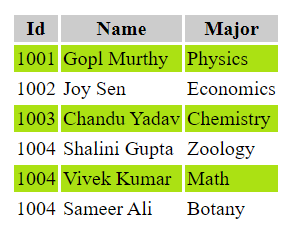 Id Name Major
1001 Gopl Murthy Physics
1002 Joy Sen Economics
1003 Chandu Yadav Chemistry
1004 Shalini Gupta Zoology
1004 Vivek Kumar Math
1004 Sameer Ali Botany